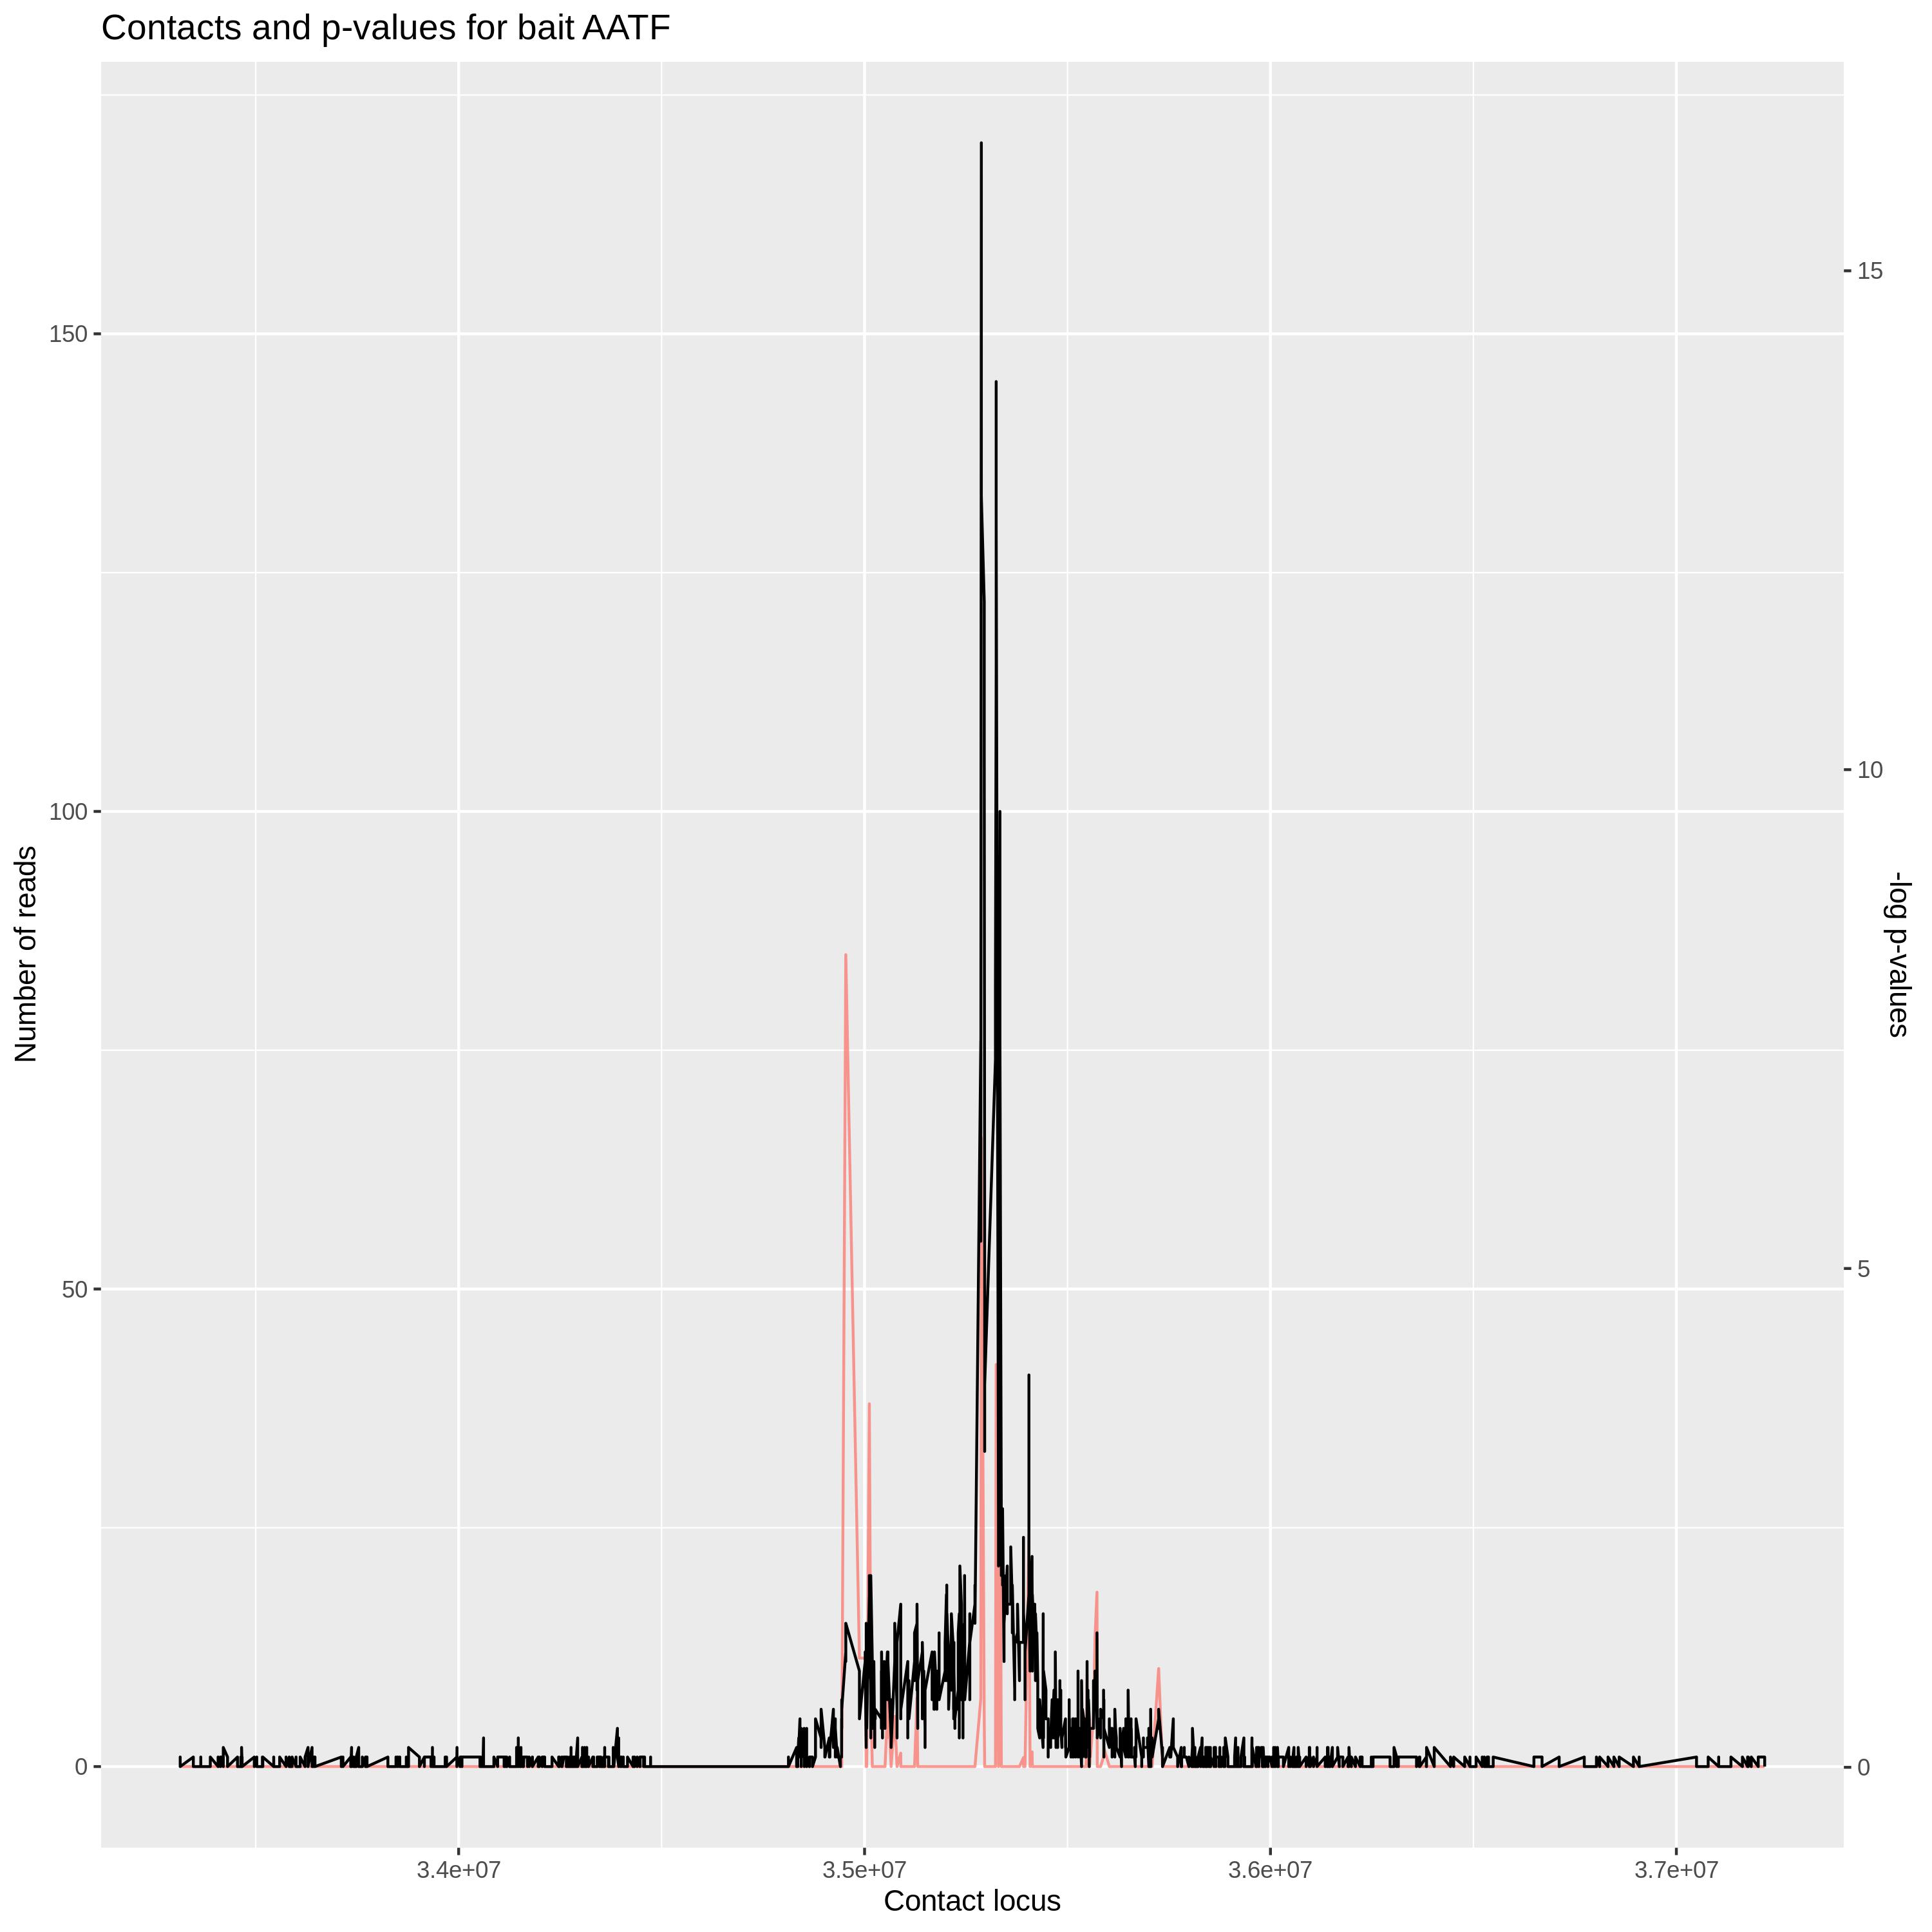 Contacts and p-values for bait AATF
Number of reads
150
100
50
0
15
10
5
0
-log p-values
3.4e+07
3.5e+07
3.6e+07
3.7e+07
Contact locus